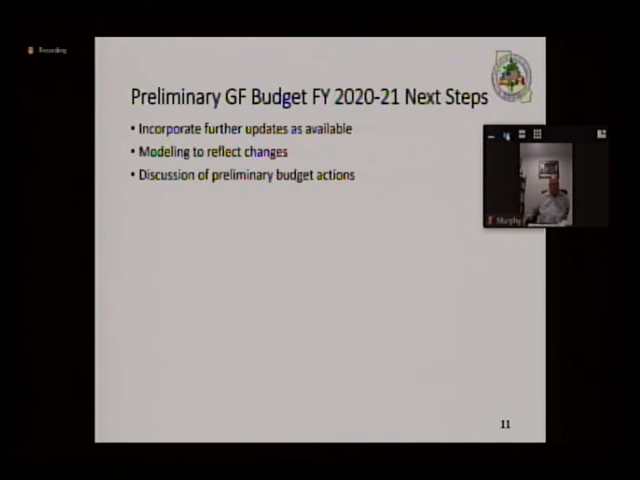 Recording
Preliminary GF Budget FY 2020-21 Next Steps
• Incorporate further updates as available
• Modeling to reflect changes
• Discussion of preliminary budget actions
Murphy
11